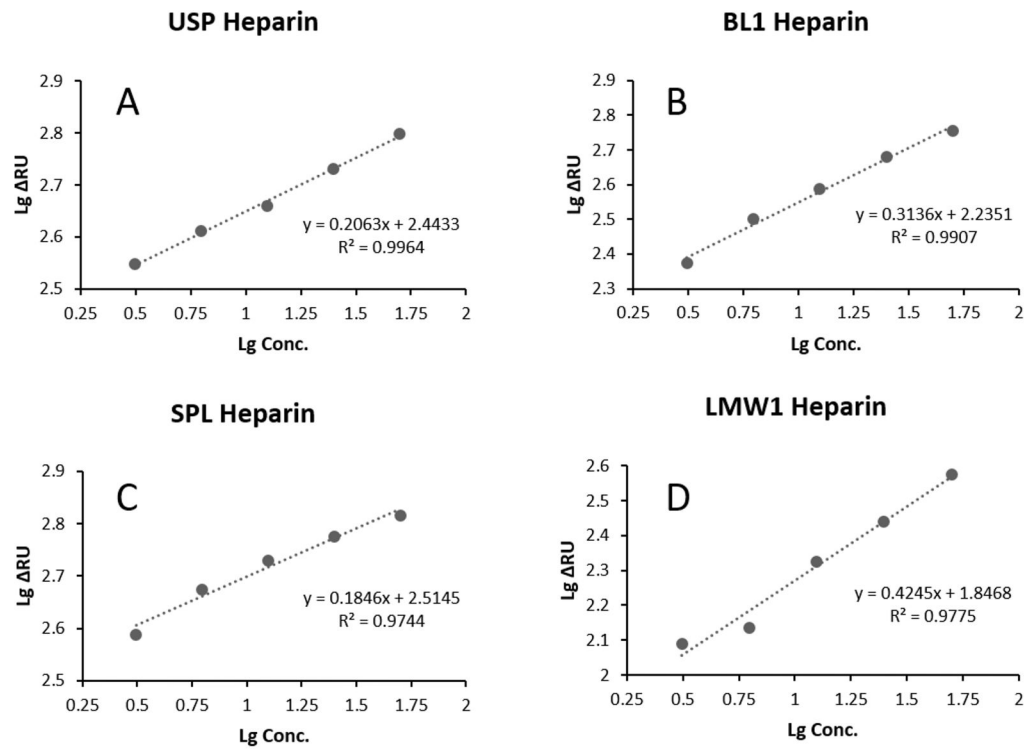 USP Heparin
A
2.9
2.8
2.7
2.6
2.5
Lg ΔRU
y = 0.2063x + 2.4433
R² = 0.9964
0.25 0.5 0.75 1 1.25 1.5 1.75 2
Lg Conc.
BL1 Heparin
B
2.9
2.8
2.7
2.6
2.5
2.4
2.3
Lg ΔRU
y = 0.3136x + 2.2351
R² = 0.9907
0.25 0.5 0.75 1 1.25 1.5 1.75 2
Lg Conc.
SPL Heparin
C
2.9
2.8
2.7
2.6
2.5
Lg ΔRU
y = 0.1846x + 2.5145
R² = 0.9744
0.25 0.5 0.75 1 1.25 1.5 1.75 2
Lg Conc.
LMW1 Heparin
D
2.6
2.5
2.4
2.3
2.2
2.1
2
Lg ΔRU
y = 0.4245x + 1.8468
R² = 0.9775
0.25 0.5 0.75 1 1.25 1.5 1.75 2
Lg Conc.